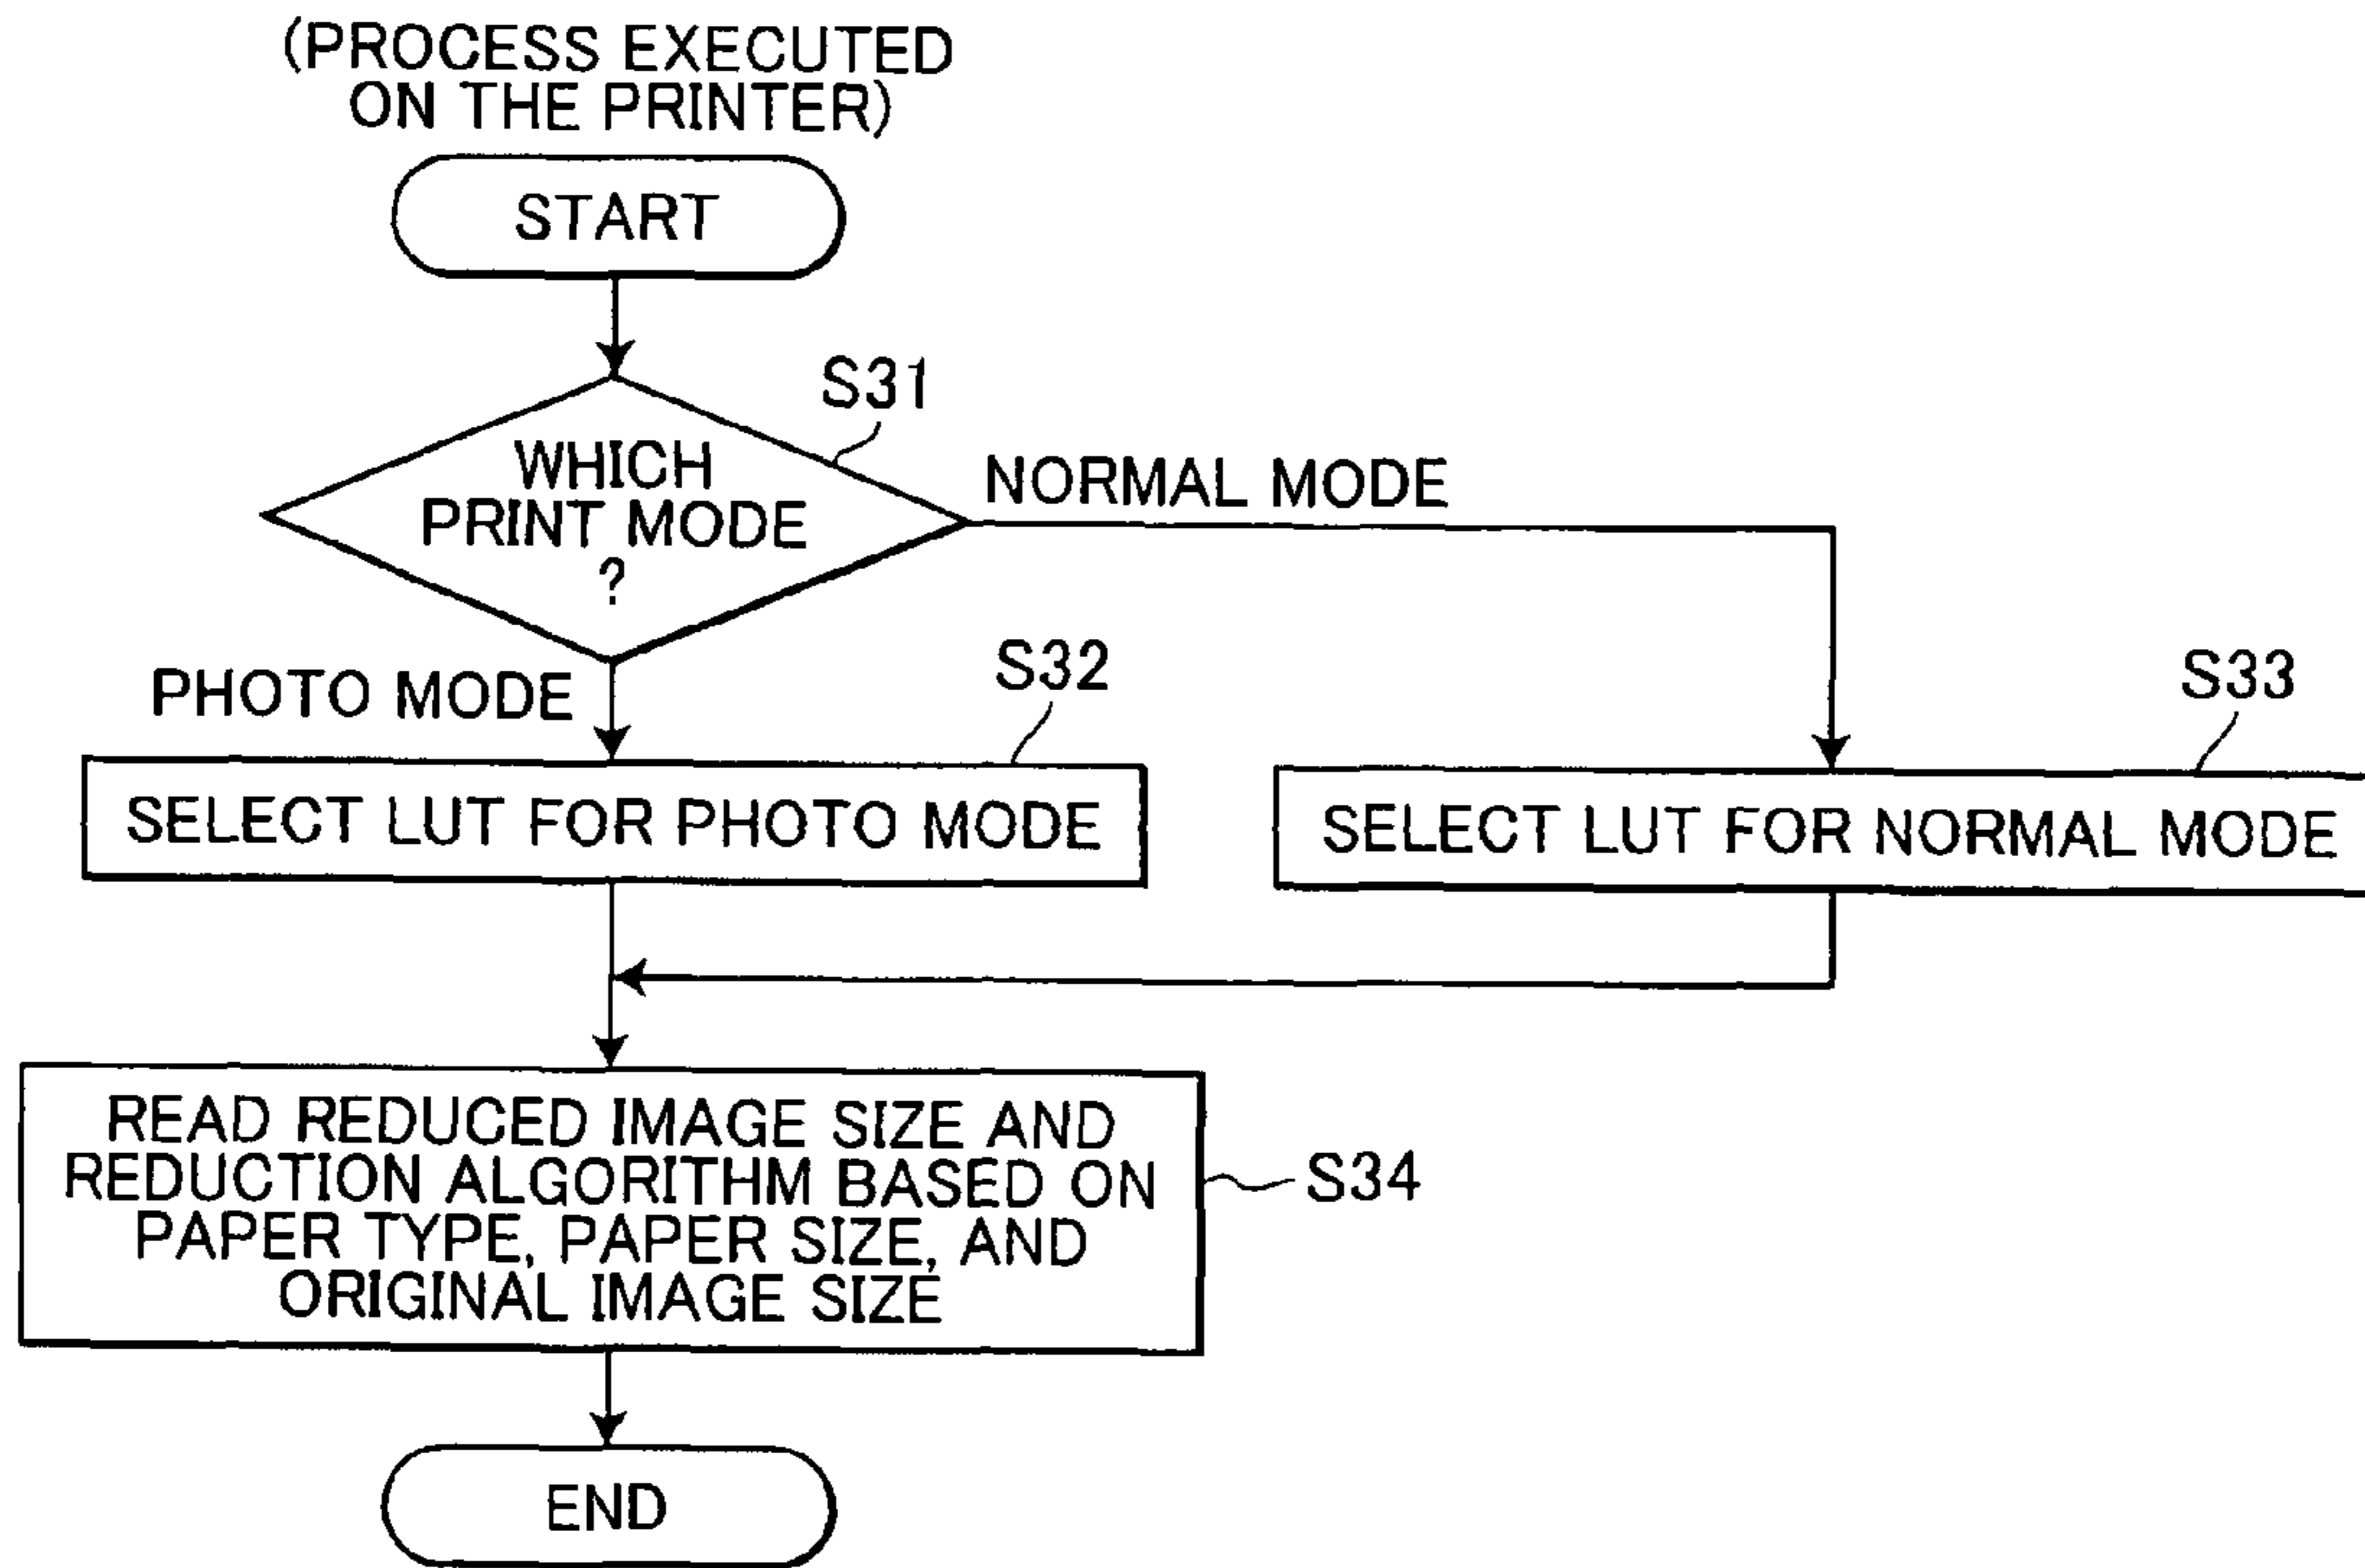 (PROCESS EXECUTED
ON THE PRINTER)
START
S31
WHICH
PRINT MODE
?
NORMAL MODE
PHOTO MODE
S32
S33
SELECT LUT FOR PHOTO MODE
SELECT LUT FOR NORMAL MODE
READ REDUCED IMAGE SIZE AND
REDUCTION ALGORITHM BASED ON
PAPER TYPE, PAPER SIZE, AND
ORIGINAL IMAGE SIZE
S34
END